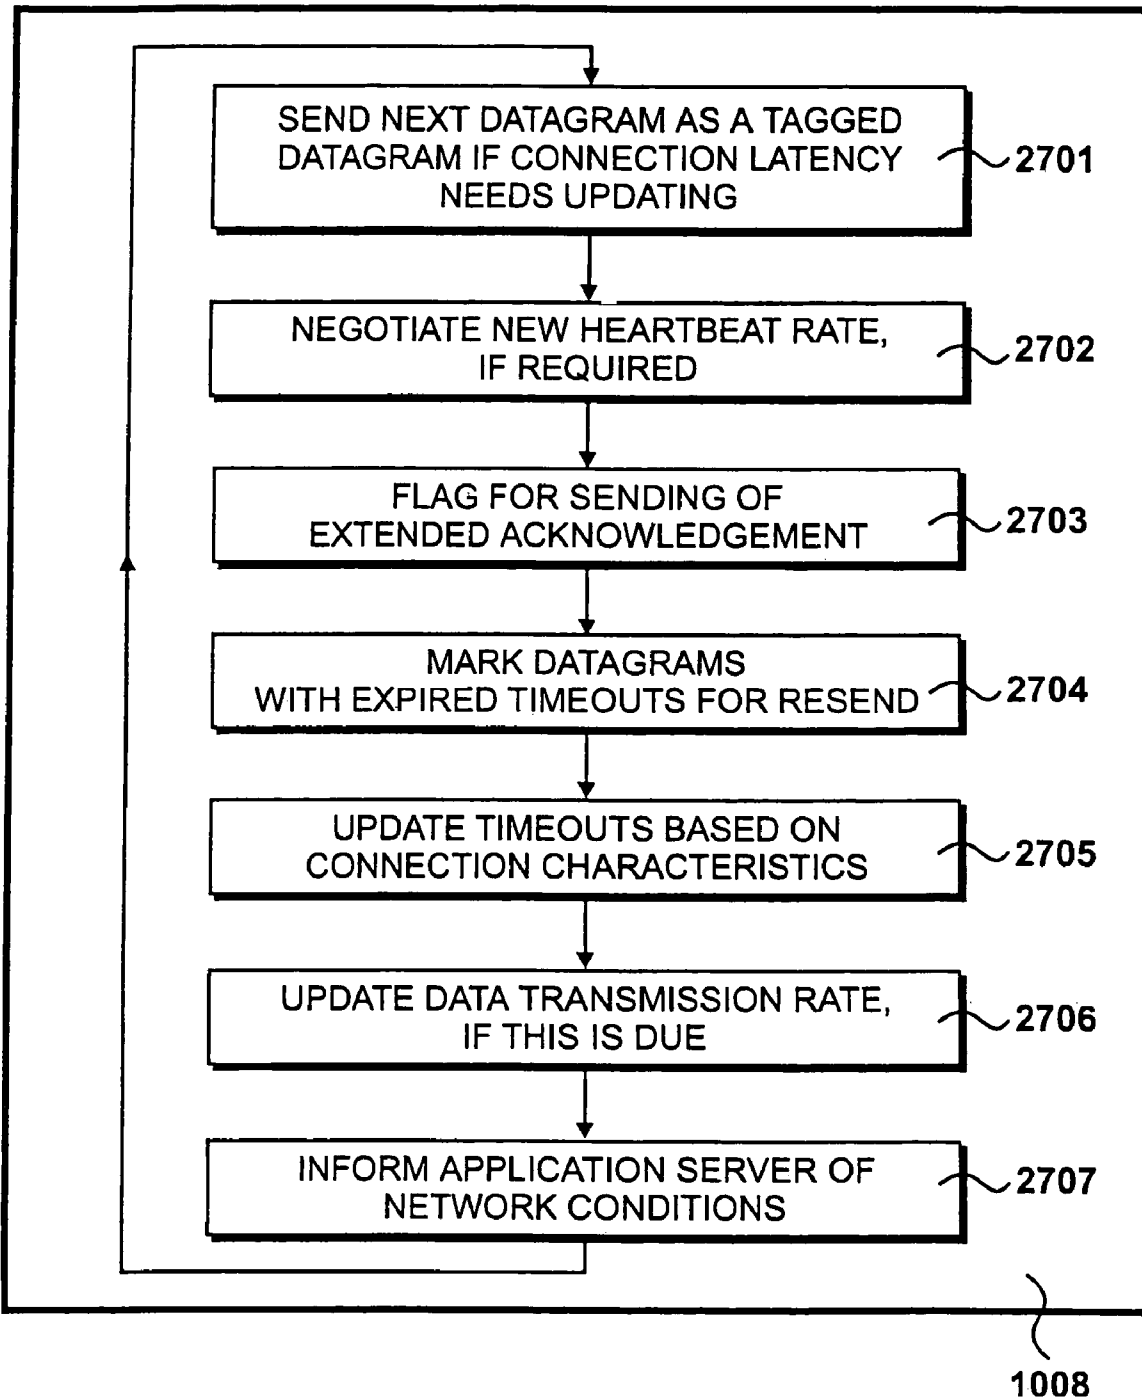 SEND NEXT DATAGRAM AS A TAGGED
DATAGRAM IF CONNECTION LATENCY
NEEDS UPDATING
2701
NEGOTIATE NEW HEARTBEAT RATE,
IF REQUIRED
2702
FLAG FOR SENDING OF
EXTENDED ACKNOWLEDGEMENT
2703
MARK DATAGRAMS
WITH EXPIRED TIMEOUTS FOR RESEND
2704
UPDATE TIMEOUTS BASED ON
CONNECTION CHARACTERISTICS
2705
UPDATE DATA TRANSMISSION RATE,
IF THIS IS DUE
2706
INFORM APPLICATION SERVER OF
NETWORK CONDITIONS
2707
1008